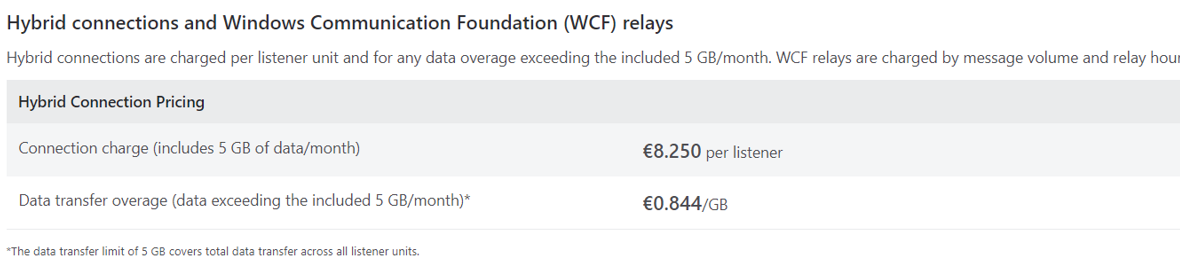 Hybrid connections and Windows Communication Foundation (WCF) relays
Hybrid connections are charged per listener unit and for any data overage exceeding the included 5 GB/month. WCF relays are charged by message volume and relay hour
Hybrid Connection Pricing
Connection charge (includes 5 GB of data/month) €8.250 per listener
Data transfer overage (data exceeding the included 5 GB/month)* €0.844/GB
*The data transfer limit of 5 GB covers total data transfer across all listener units.